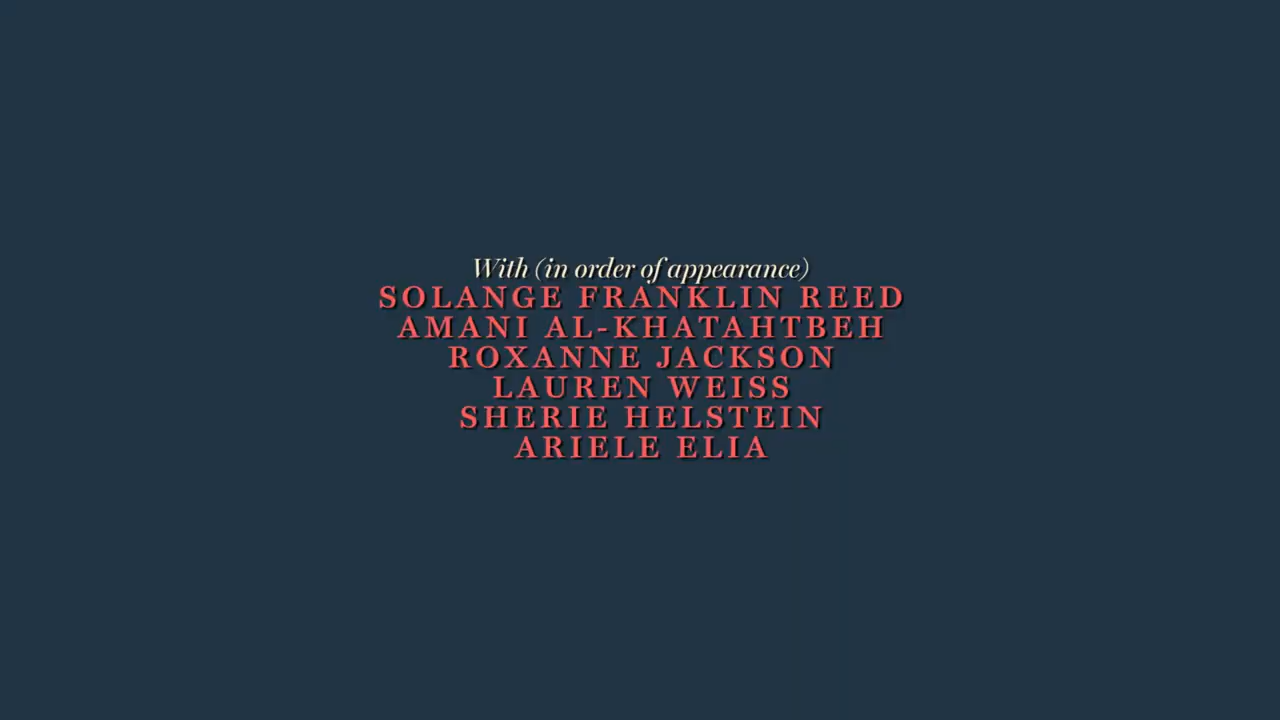 With (in order of appearance)
SOLANGE FRANKLIN REED
AMANI AL-KHATAHTBEH
ROXANNE JACKSON
LAUREN WEISS
SHERIE HELSTEIN
ARIELE ELIA